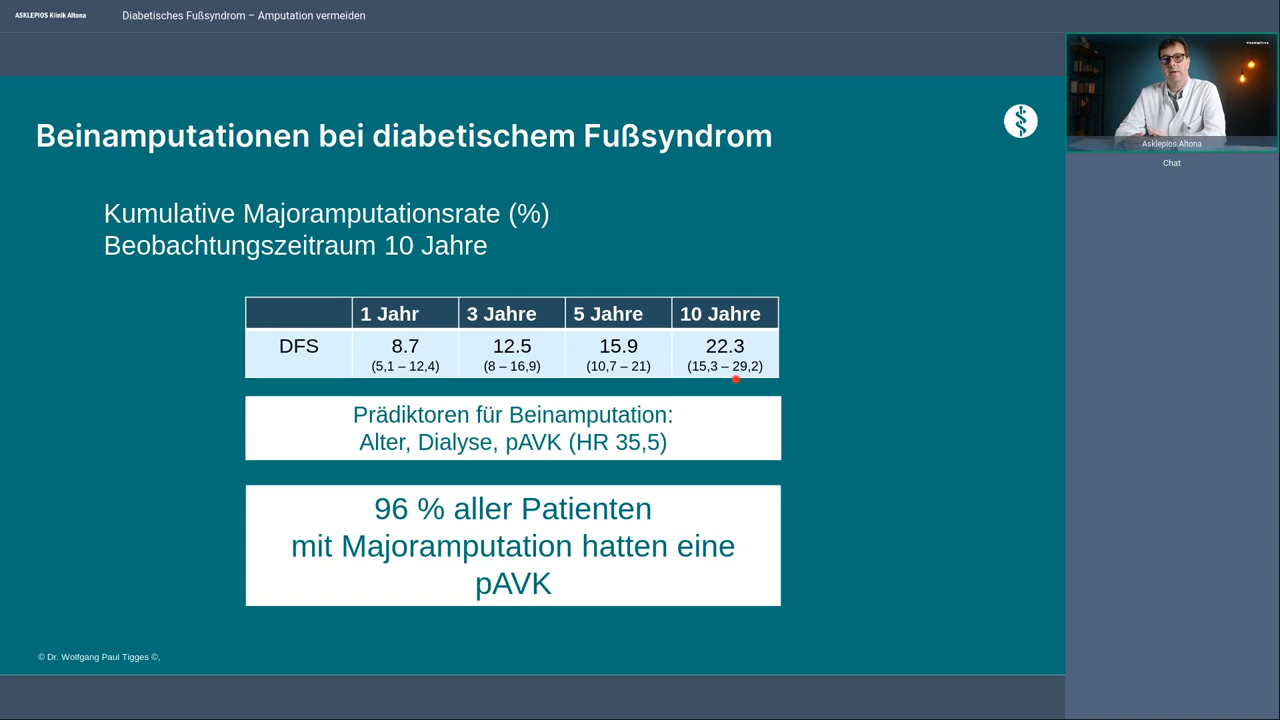 ASKLEPIOS Klinik Altona
Diabetisches Fußsyndrom – Amputation vermeiden
Beinamputationen bei diabetischem Fußsyndrom
Kumulative Majoramputationsrate (%)
Beobachtungszeitraum 10 Jahre
1 Jahr 3 Jahre 5 Jahre 10 Jahre
DFS 8.7 12.5 15.9 22.3
(5,1 – 12,4) (8 – 16,9) (10,7 – 21) (15,3 – 29,2)
Prädiktoren für Beinamputation:
Alter, Dialyse, pAVK (HR 35,5)
96 % aller Patienten
mit Majoramputation hatten eine
pAVK
© Dr. Wolfgang Paul Tigges ©,
Asklepios Altona
Chat